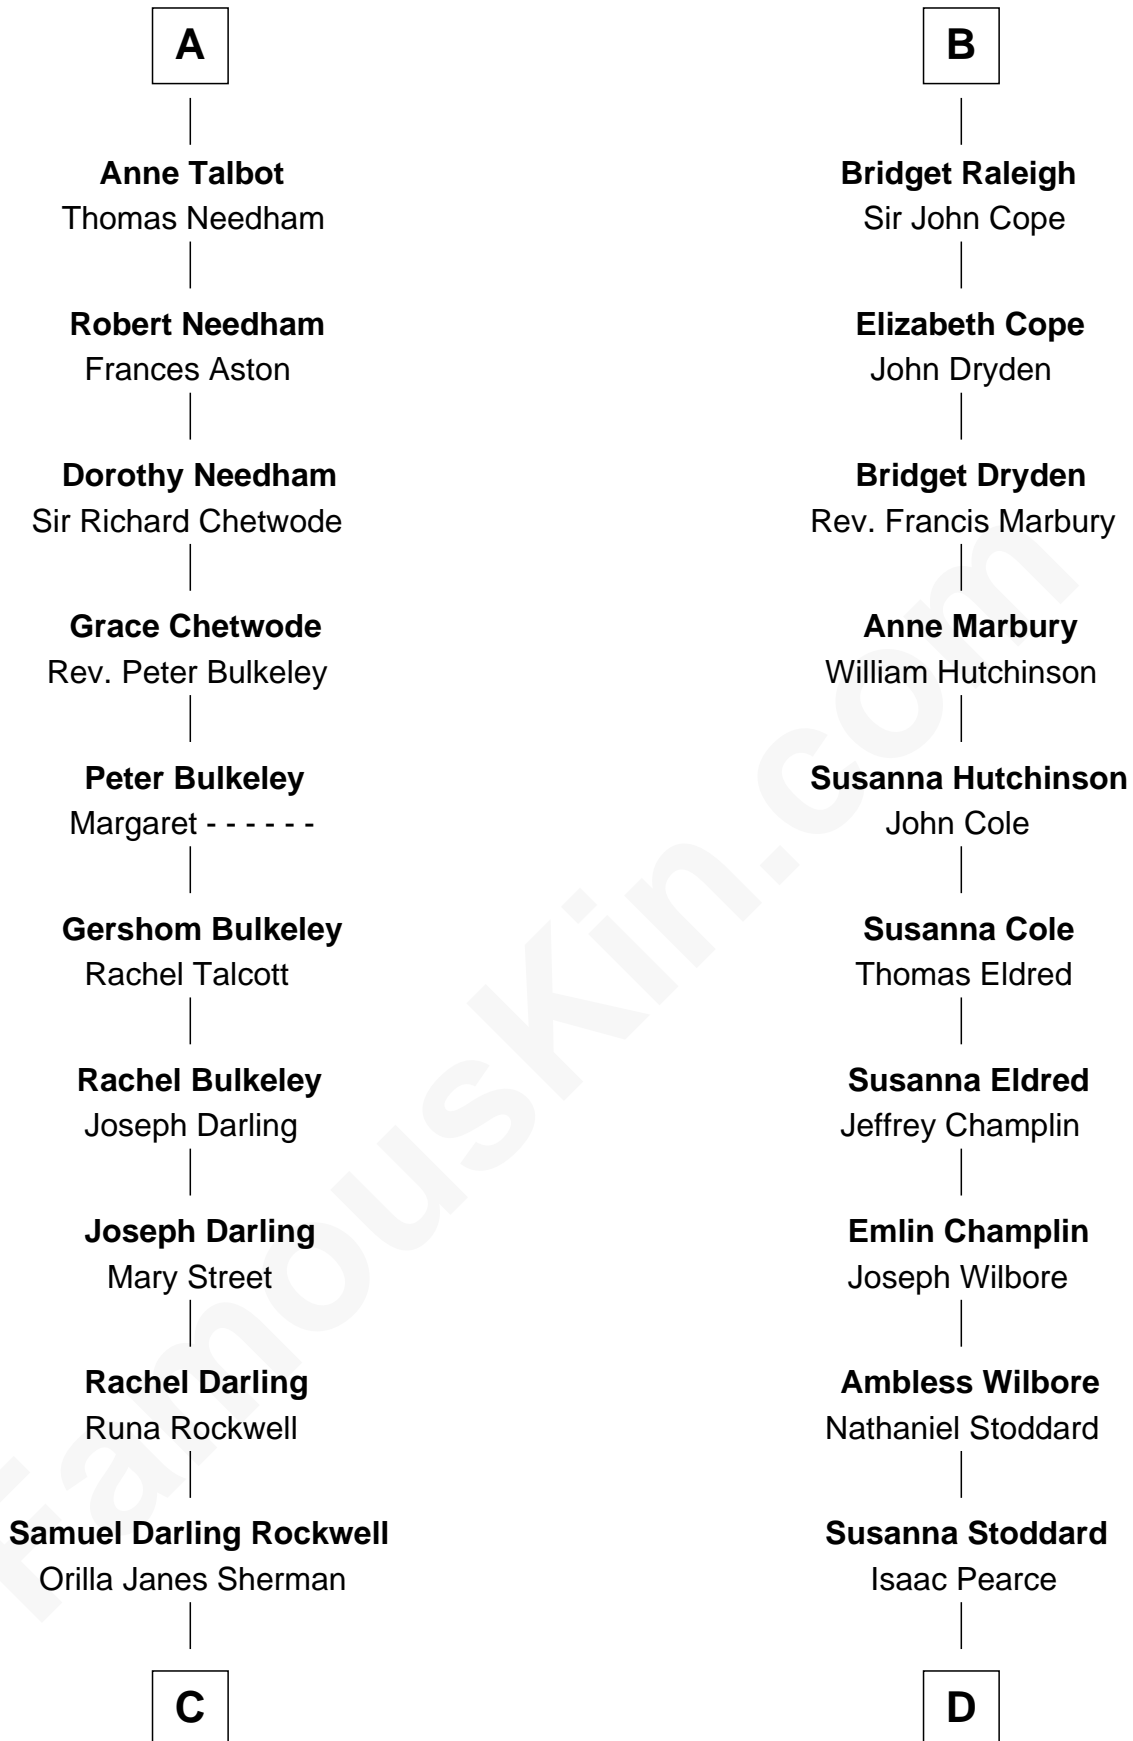 A
Anne Talbot
Thomas Needham
Robert Needham
Frances Aston
Dorothy Needham
Sir Richard Chetwode
Grace Chetwode
Rev. Peter Bulkeley
Peter Bulkeley
Margaret - - - - - -
Gershom Bulkeley
Rachel Talcott
Rachel Bulkeley
Joseph Darling
Joseph Darling
Mary Street
Rachel Darling
Runa Rockwell
Samuel Darling Rockwell
Orilla Janes Sherman
C
B
Bridget Raleigh
Sir John Cope
Elizabeth Cope
John Dryden
Bridget Dryden
Rev. Francis Marbury
Anne Marbury
William Hutchinson
Susanna Hutchinson
John Cole
Susanna Cole
Thomas Eldred
Susanna Eldred
Jeffrey Champlin
Emlin Champlin
Joseph Wilbore
Ambless Wilbore
Nathaniel Stoddard
Susanna Stoddard
Isaac Pearce
D
FamousKin.com